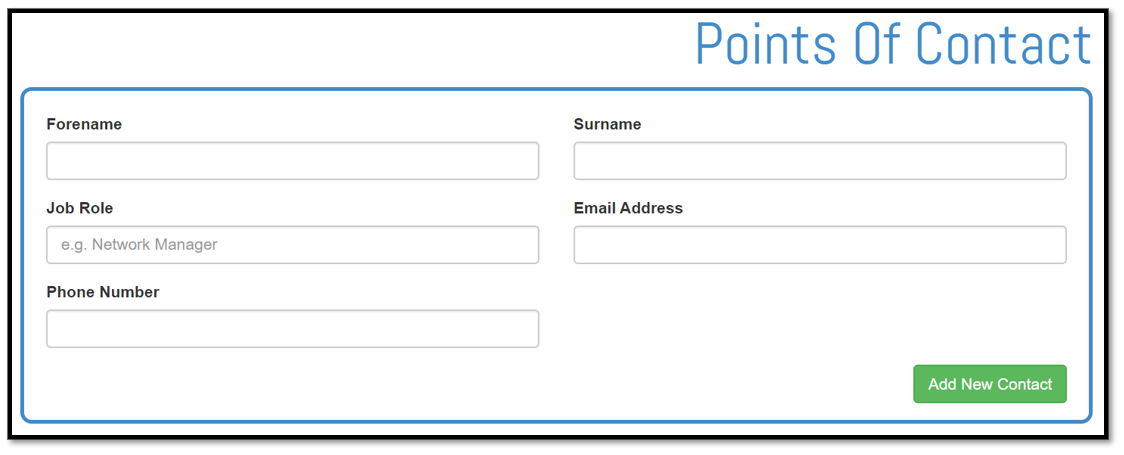 Points Of Contact
Forename
Surname
Job Role
Email Address
e.g. Network Manager
Phone Number
Add New Contact